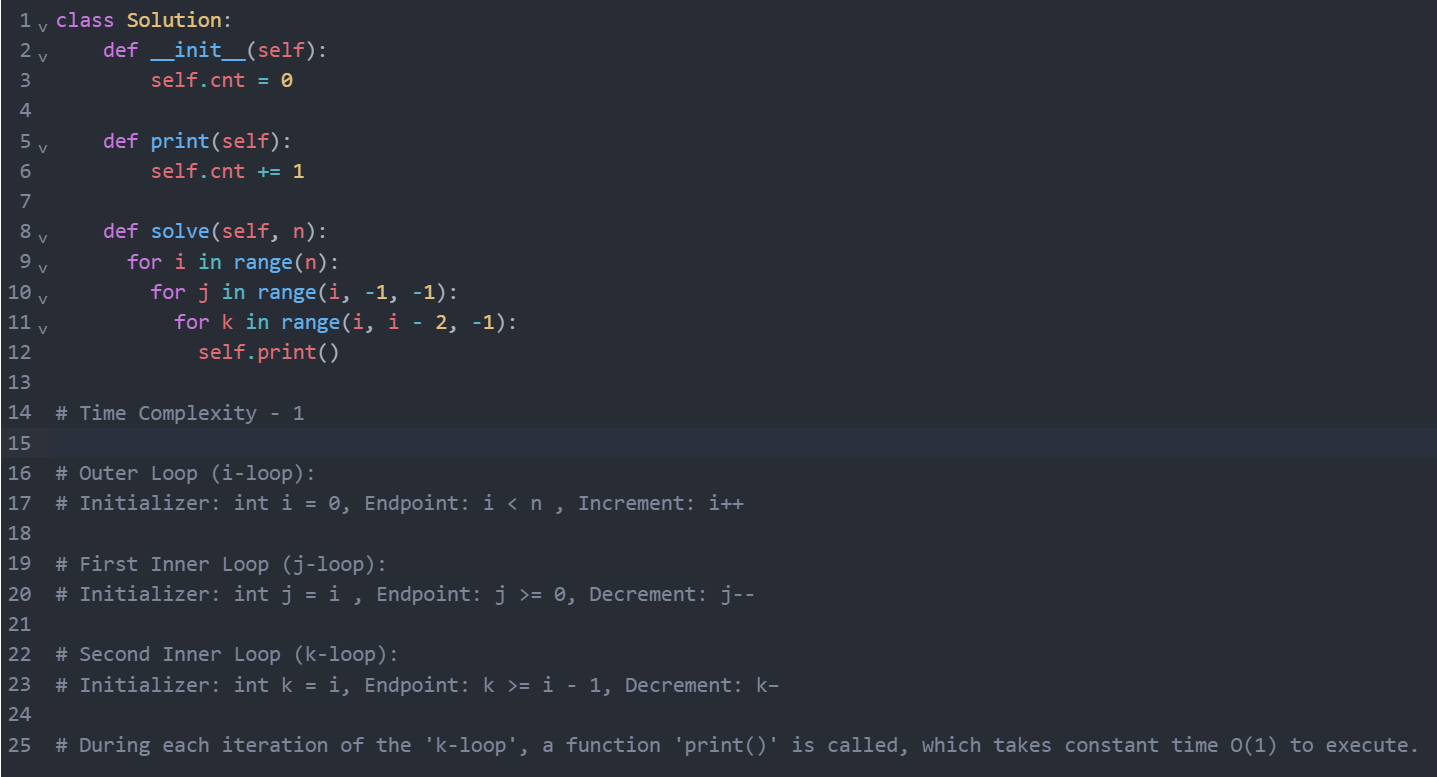 1 v class Solution:
2 v     def __init__(self):
3         self.cnt = 0
4
5 v     def print(self):
6         self.cnt += 1
7
8 v     def solve(self, n):
9 v       for i in range(n):
10 v         for j in range(i, -1, -1):
11 v           for k in range(i, i - 2, -1):
12             self.print()
13
14 # Time Complexity - 1
15
16 # Outer Loop (i-loop):
17 # Initializer: int i = 0, Endpoint: i < n , Increment: i++
18
19 # First Inner Loop (j-loop):
20 # Initializer: int j = i , Endpoint: j >= 0, Decrement: j--
21
22 # Second Inner Loop (k-loop):
23 # Initializer: int k = i, Endpoint: k >= i - 1, Decrement: k–
24
25 # During each iteration of the 'k-loop', a function 'print()' is called, which takes constant time O(1) to execute.